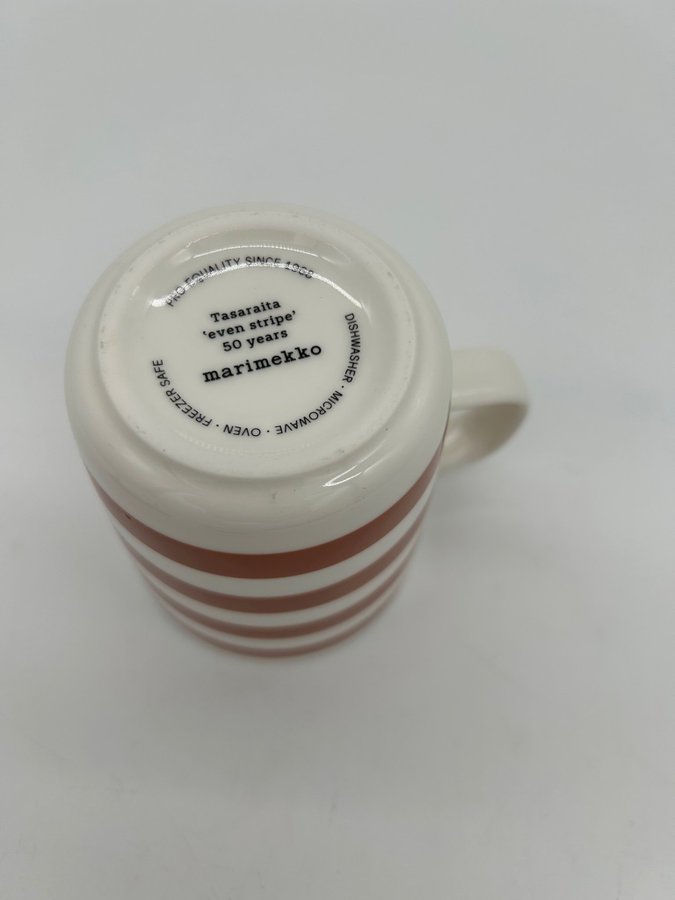 PRO EQUALITY SINCE 1968
Tasaraita
‘even stripe’
50 years
marimekko
DISHWASHER · MICROWAVE · OVEN · FREEZER SAFE